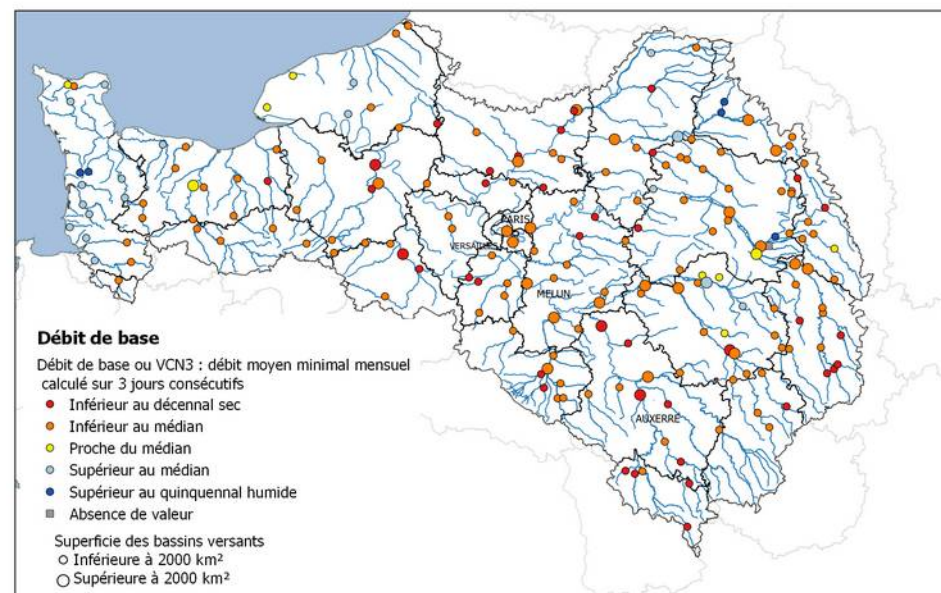 PARIS
VERSAILLES
MELUN
AUXERRE
Débit de base
Débit de base ou VCN3 : débit moyen minimal mensuel
calculé sur 3 jours consécutifs
Inférieur au décennal sec
Inférieur au médian
Proche du médian
Supérieur au médian
Supérieur au quinquennal humide
Absence de valeur
Superficie des bassins versants
Inférieure à 2000 km²
Supérieure à 2000 km²